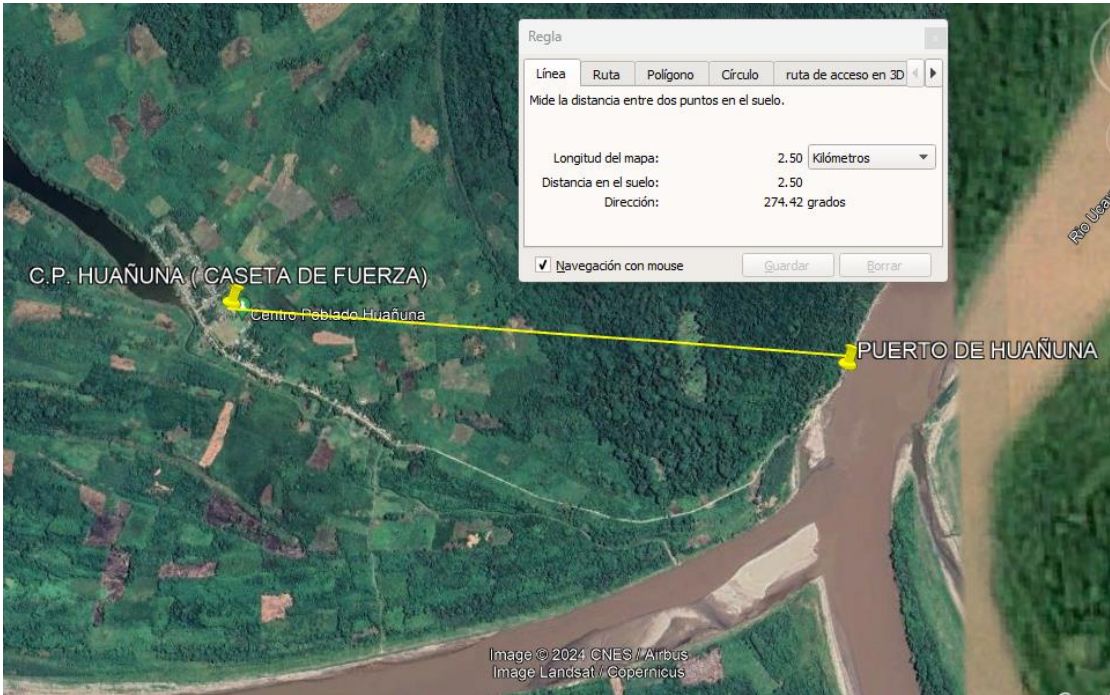 Regla
Línea Ruta Polígono Círculo ruta de acceso en 3D
Mide la distancia entre dos puntos en el suelo.
Longitud del mapa: 2.50 Kilómetros
Distancia en el suelo: 2.50
Dirección: 274.42 grados
Navegación con mouse Guardar Borrar
C.P. HUAÑUNA ( CASETA DE FUERZA)
Centro Poblado Huañuna
PUERTO DE HUAÑUNA
Río
Image © 2024 CNES / Airbus
Image Landsat / Copernicus